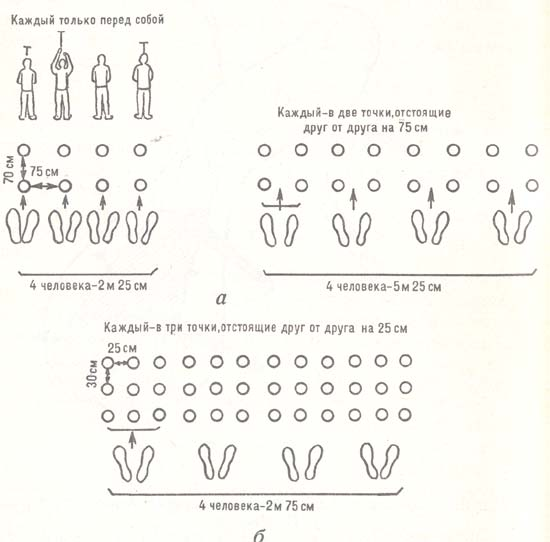 Каждый только перед собой
Каждый-в две точки,отстоящие
друг от друга на 75 см
70 см
75 см
4 человека-2 м 25 см
4 человека-5 м 25 см
а
Каждый-в три точки,отстоящие друг от друга на 25 см
25 см
30 см
4 человека-2 м 75 см
б